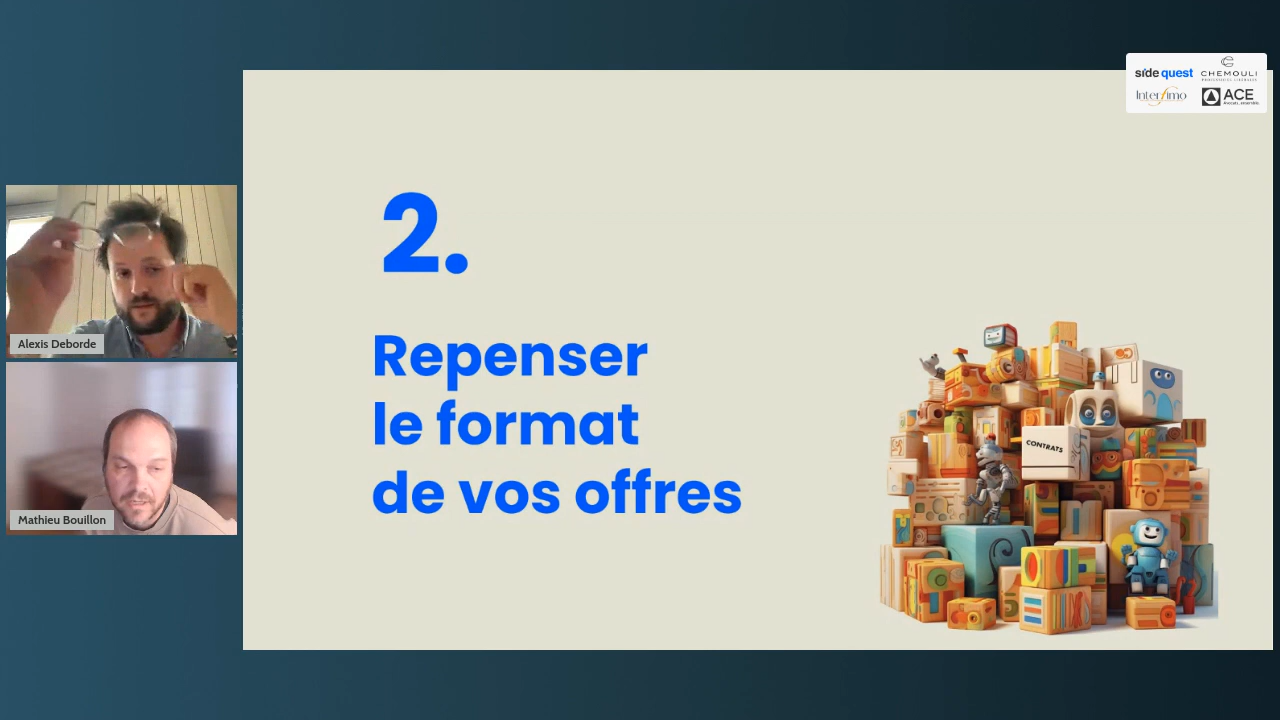 side quest
CHEMOULI
Interfimo
ACE
2.
Repenser
le format
de vos offres
CONTRATS
Alexis Deborde
Mathieu Bouillon